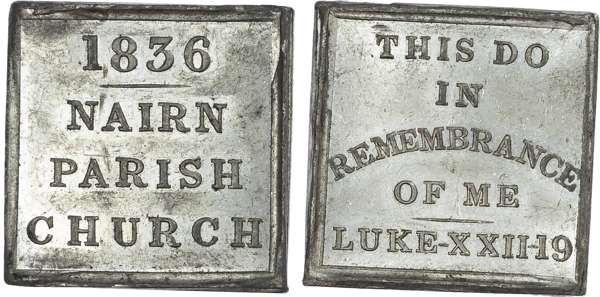 1836
NAIRN
PARISH
CHURCH
THIS DO
IN
REMEMBRANCE
OF ME
LUKE-XXII-19